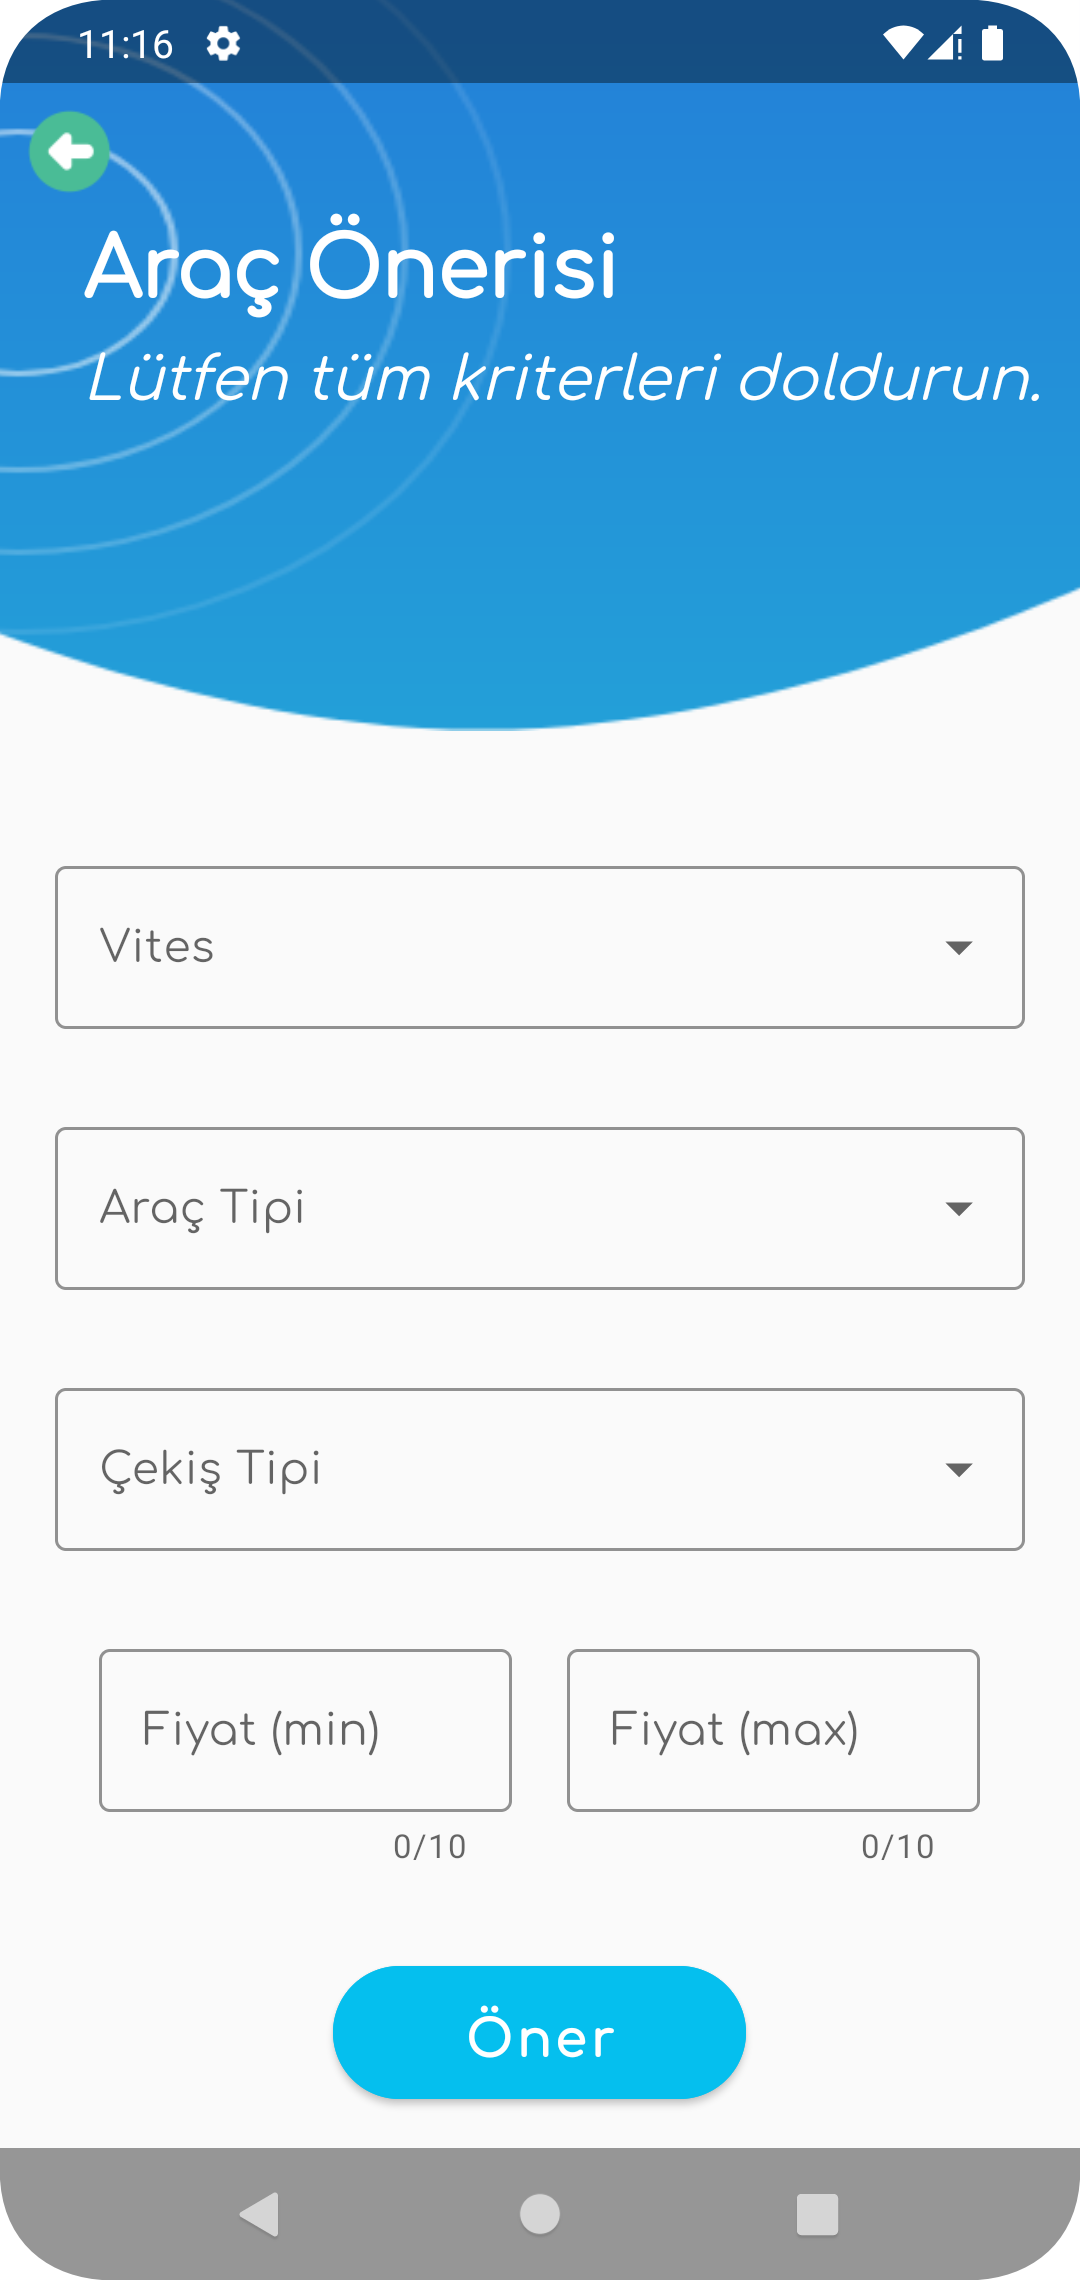 11:16
Araç Önerisi
Lütfen tüm kriterleri doldurun.
Vites
Araç Tipi
Çekiş Tipi
Fiyat (min) Fiyat (max)
0/10 0/10
Öner